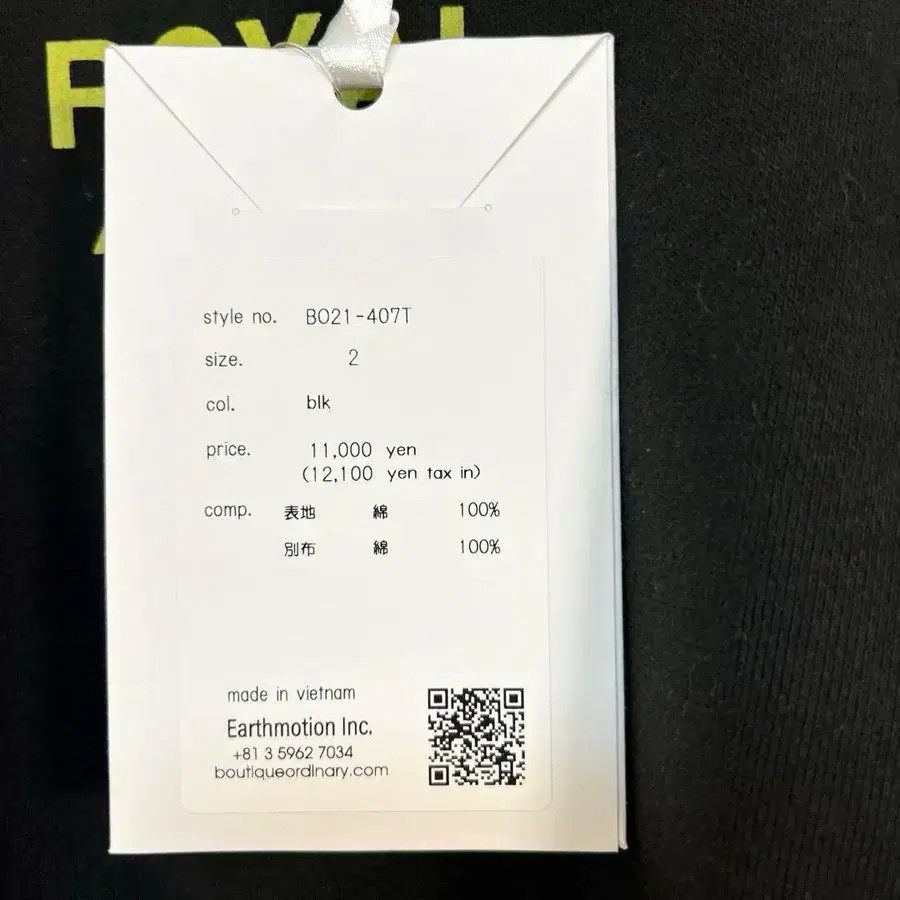 ROYAL
style no. BO21-407T
size. 2
col. blk
price. 11,000 yen
(12,100 yen tax in)
comp. 表地 綿 100%
別布 綿 100%
made in vietnam
Earthmotion Inc.
+81 3 5962 7034
boutiqueordinary.com